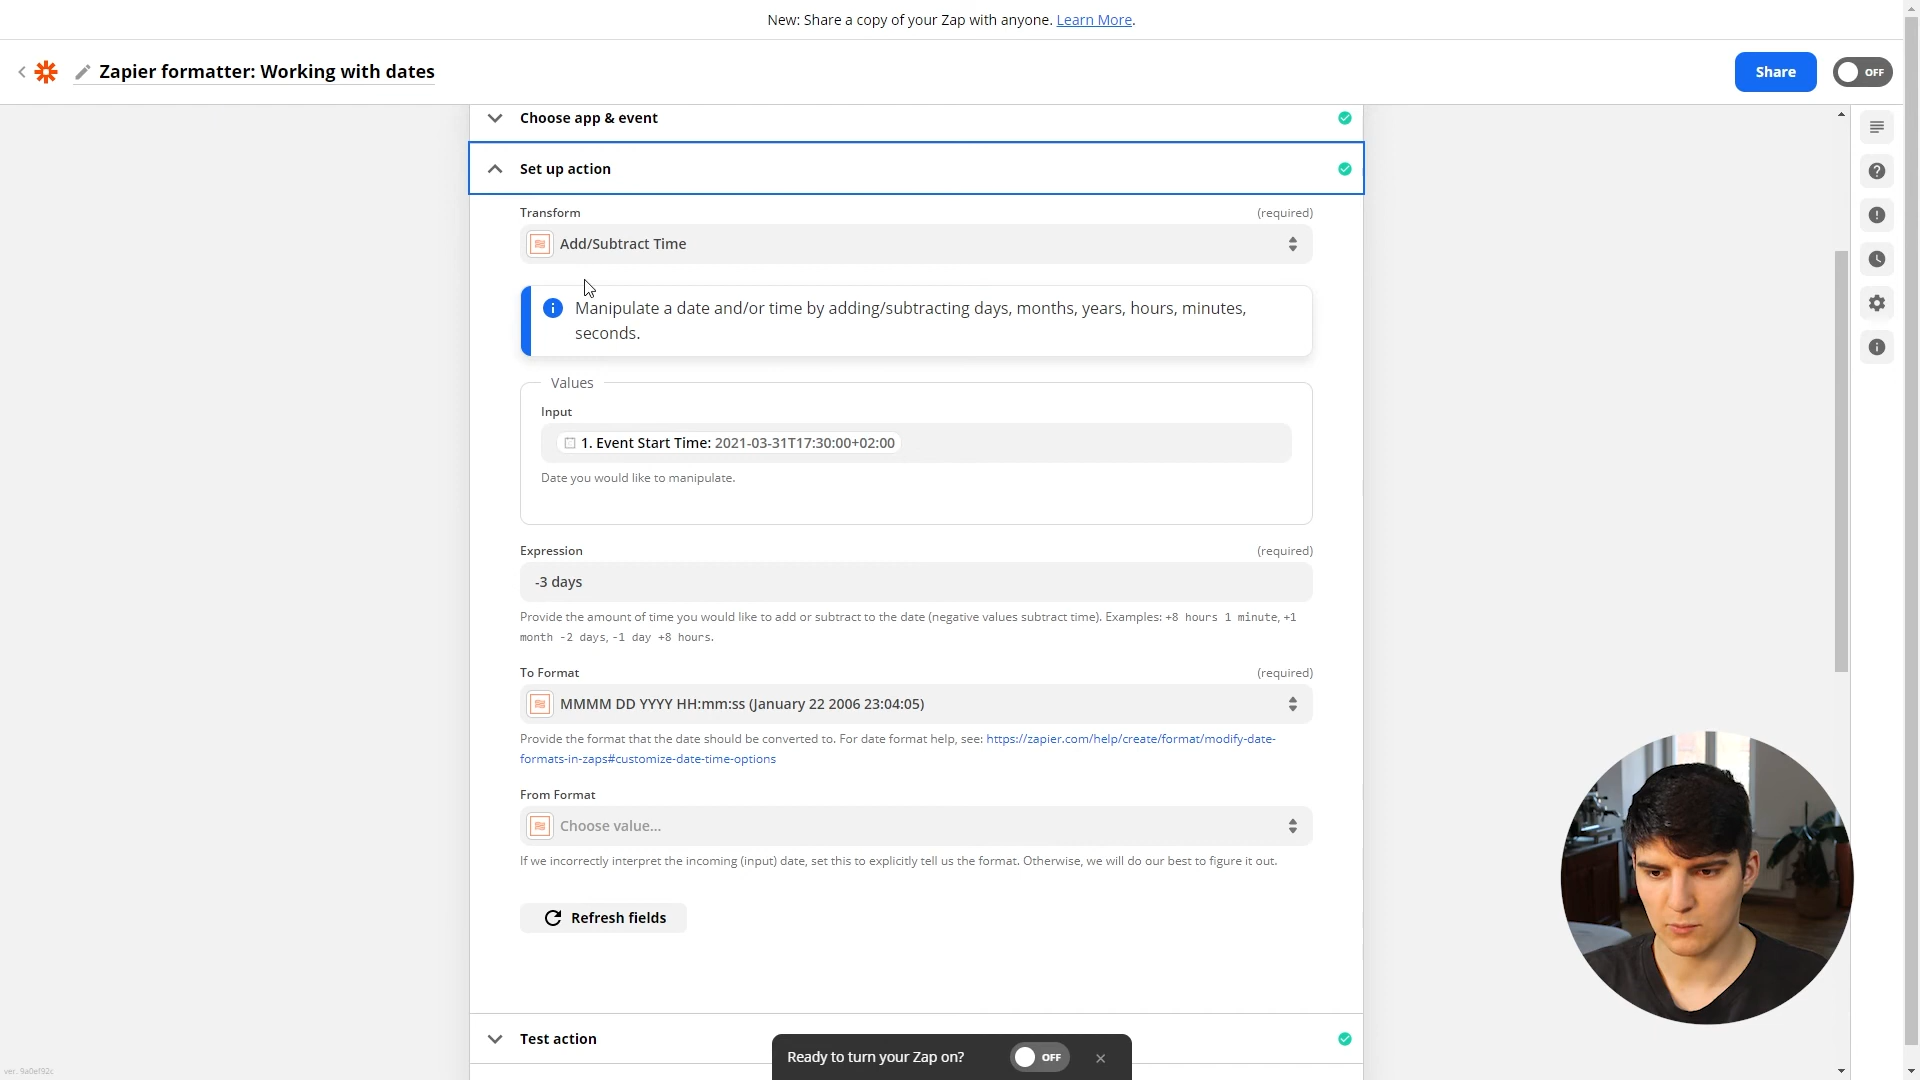 New: Share a copy of your Zap with anyone. Learn More.
Zapier formatter: Working with dates
Share
OFF
Choose app & event
Set up action
Transform (required)
Add/Subtract Time
Manipulate a date and/or time by adding/subtracting days, months, years, hours, minutes,
seconds.
Values
Input
1. Event Start Time: 2021-03-31T17:30:00+02:00
Date you would like to manipulate.
Expression (required)
-3 days
Provide the amount of time you would like to add or subtract to the date (negative values subtract time). Examples: +8 hours 1 minute, +1
month -2 days, -1 day +8 hours.
To Format (required)
MMMM DD YYYY HH:mm:ss (January 22 2006 23:04:05)
Provide the format that the date should be converted to. For date format help, see: https://zapier.com/help/create/format/modify-date-
formats-in-zaps#customize-date-time-options
From Format
Choose value...
If we incorrectly interpret the incoming (input) date, set this to explicitly tell us the format. Otherwise, we will do our best to figure it out.
Refresh fields
Test action
Ready to turn your Zap on? OFF
ver. 9a0ef92c